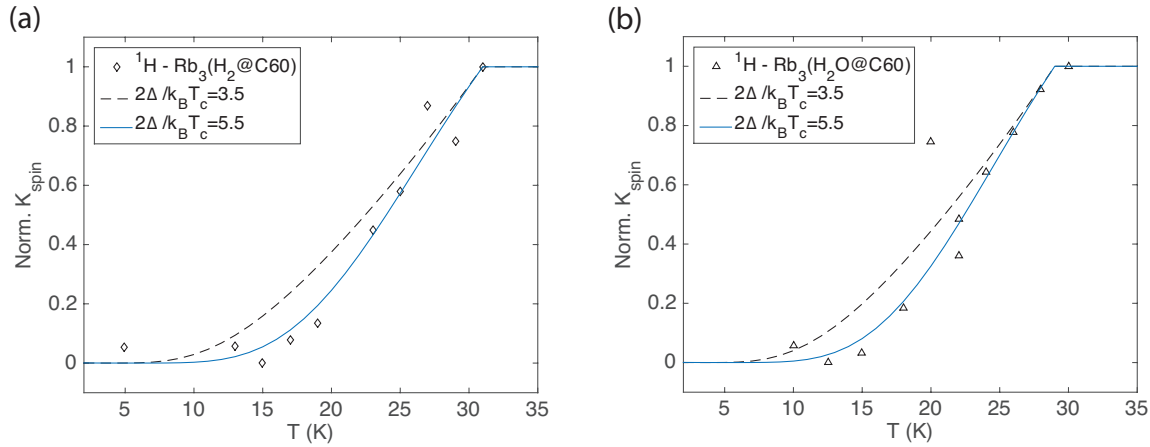 (a)
¹H - Rb₃(H₂@C60)
2Δ /k_BT_c=3.5
2Δ /k_BT_c=5.5
Norm. K_spin
1
0.8
0.6
0.4
0.2
0
5 10 15 20 25 30 35
T (K)
(b)
¹H - Rb₃(H₂O@C60)
2Δ /k_BT_c=3.5
2Δ /k_BT_c=5.5
Norm. K_spin
1
0.8
0.6
0.4
0.2
0
5 10 15 20 25 30 35
T (K)